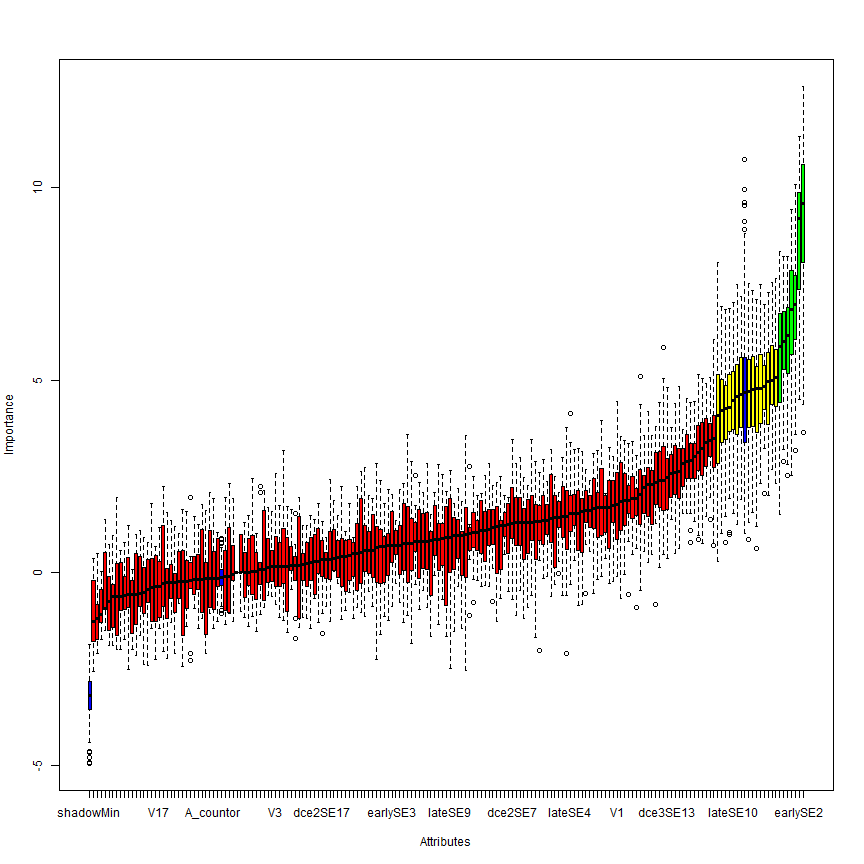 10
5
0
-5
Importance
shadowMin V17 A_countor V3 dce2SE17 earlySE3 lateSE9 dce2SE7 lateSE4 V1 dce3SE13 lateSE10 earlySE2
Attributes